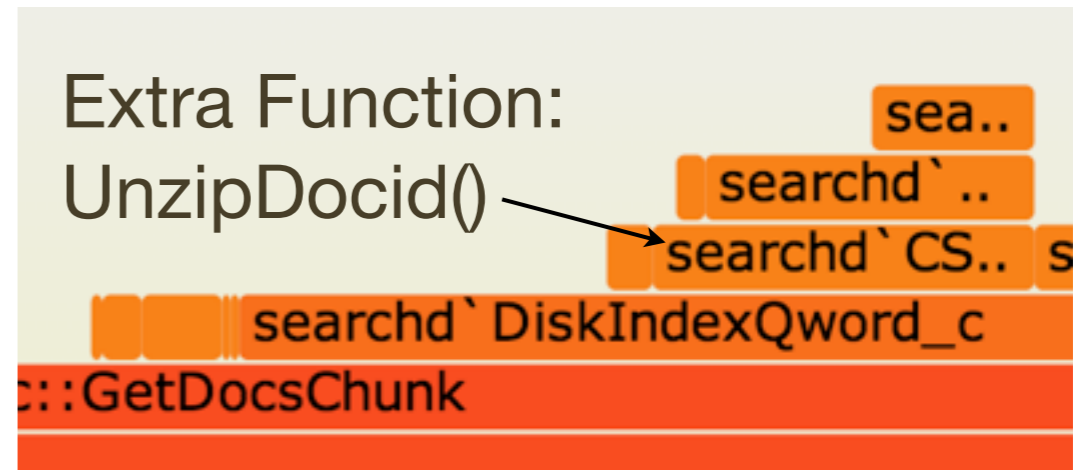 Extra Function:
UnzipDocid()
sea..
searchd`..
searchd`CS.. s
searchd`DiskIndexQword_c
c::GetDocsChunk